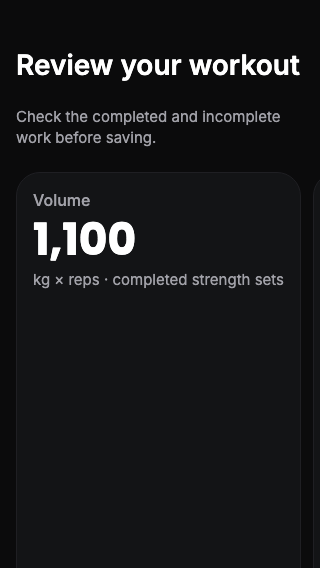 Review your workout
Check the completed and incomplete
work before saving.
Volume
1,100
kg × reps · completed strength sets